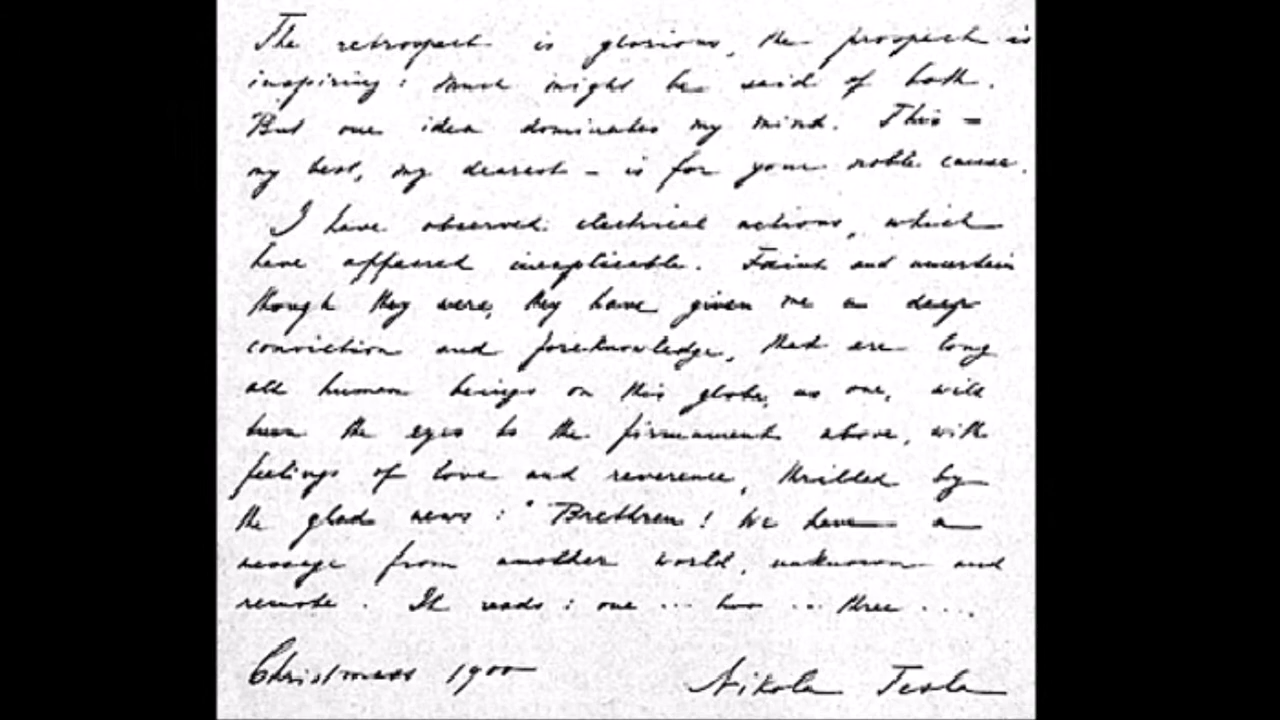 The retrospect is glorious, the prospect is
inspiring: Much might be said of both.
But one idea dominates my mind. This –
my best, my dearest – is for your noble cause.
I have observed electrical actions, which
have appeared inexplicable. Faint and uncertain
though they were, they have given me a deep
conviction and foreknowledge, that ere long
all human beings on this globe, as one, will
turn the eyes to the firmament above, with
feelings of love and reverence, thrilled by
the glad news: "Brethren! We have a
message from another world, unknown and
remote. It reads: one ... two ... three ....
Christmas 1900
Nikola Tesla